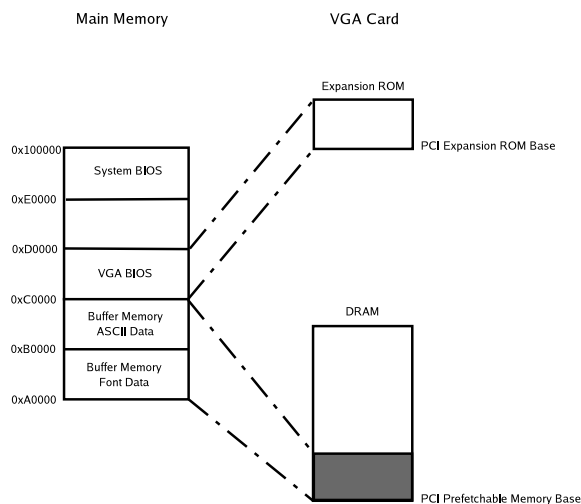 Main Memory
VGA Card
Expansion ROM
PCI Expansion ROM Base
0x100000
System BIOS
0xE0000
0xD0000
VGA BIOS
0xC0000
Buffer Memory
ASCII Data
0xB0000
Buffer Memory
Font Data
0xA0000
DRAM
PCI Prefetchable Memory Base